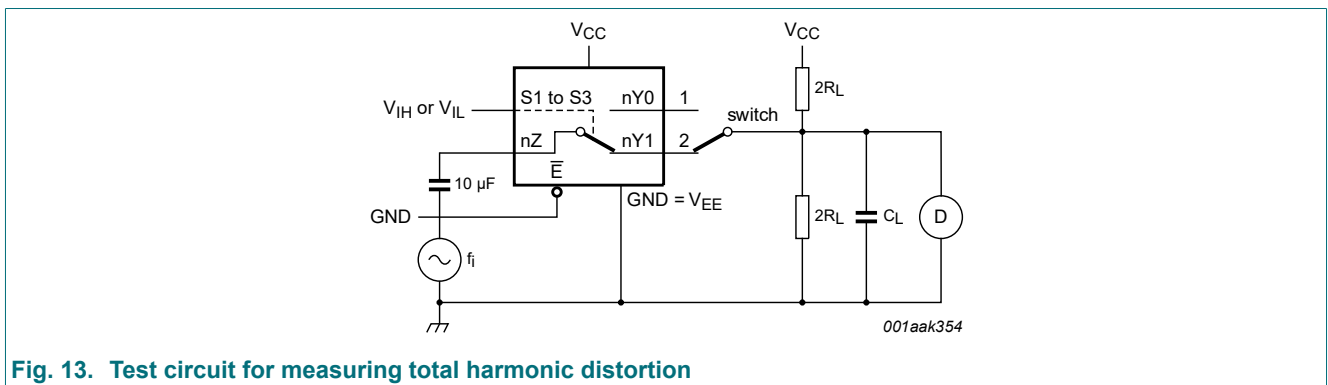 VCC
VCC
S1 to S3
nY0
1
2RL
VIH or VIL
switch
nZ
nY1
2
E
10 μF
GND = VEE
GND
2RL
CL
D
fi
001aak354
Fig. 13. Test circuit for measuring total harmonic distortion